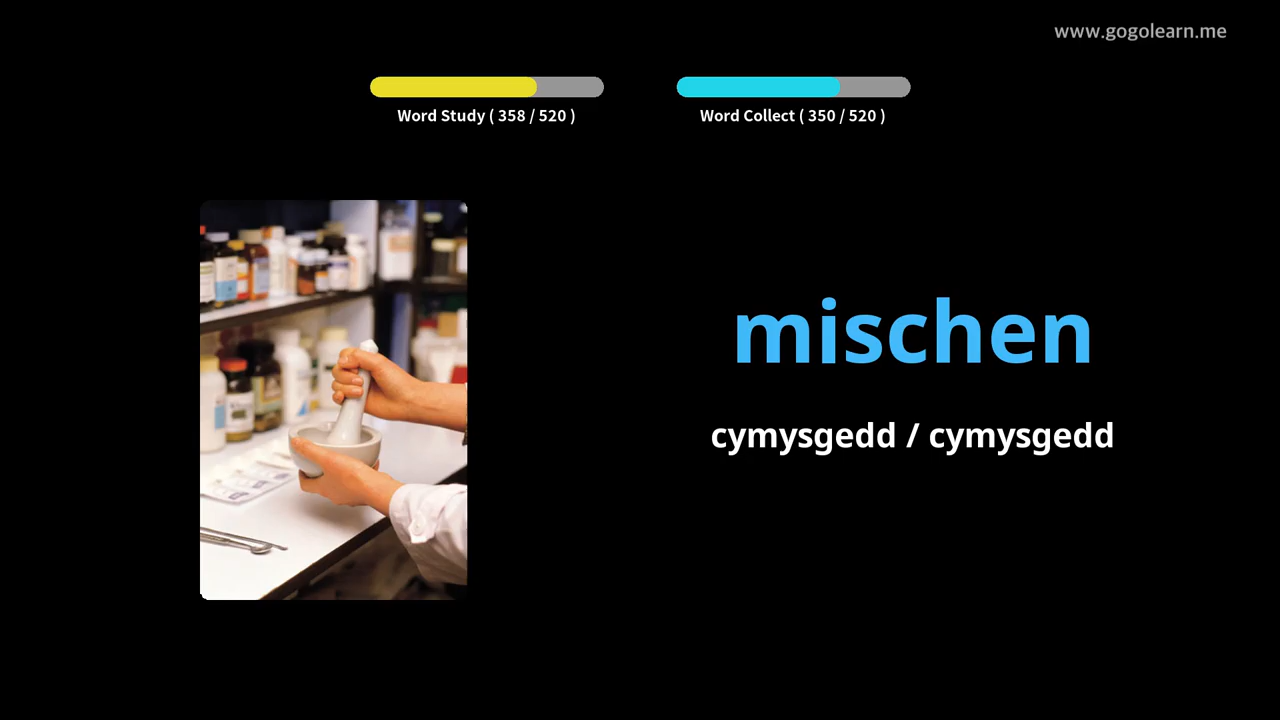 www.gogolearn.me
Word Study ( 358 / 520 )
Word Collect ( 350 / 520 )
mischen
cymysgedd / cymysgedd